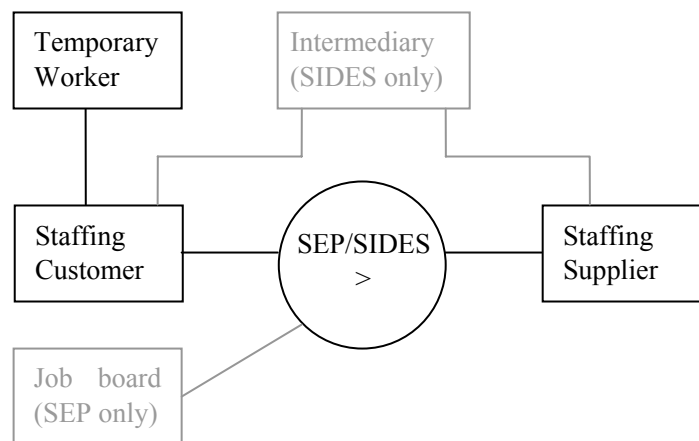 Temporary
Worker
Intermediary
(SIDES only)
Staffing
Customer
SEP/SIDES
>
Staffing
Supplier
Job board
(SEP only)